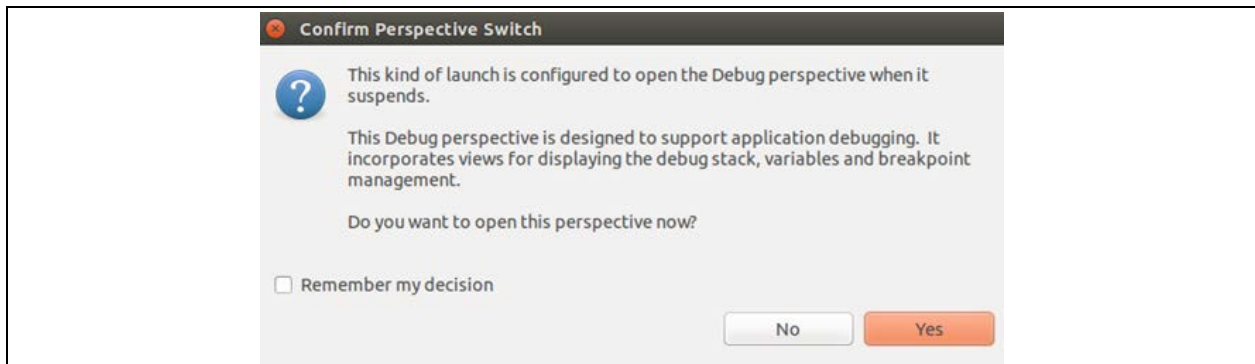 Confirm Perspective Switch
This kind of launch is configured to open the Debug perspective when it
suspends.
This Debug perspective is designed to support application debugging. It
incorporates views for displaying the debug stack, variables and breakpoint
management.
Do you want to open this perspective now?
Remember my decision
No Yes